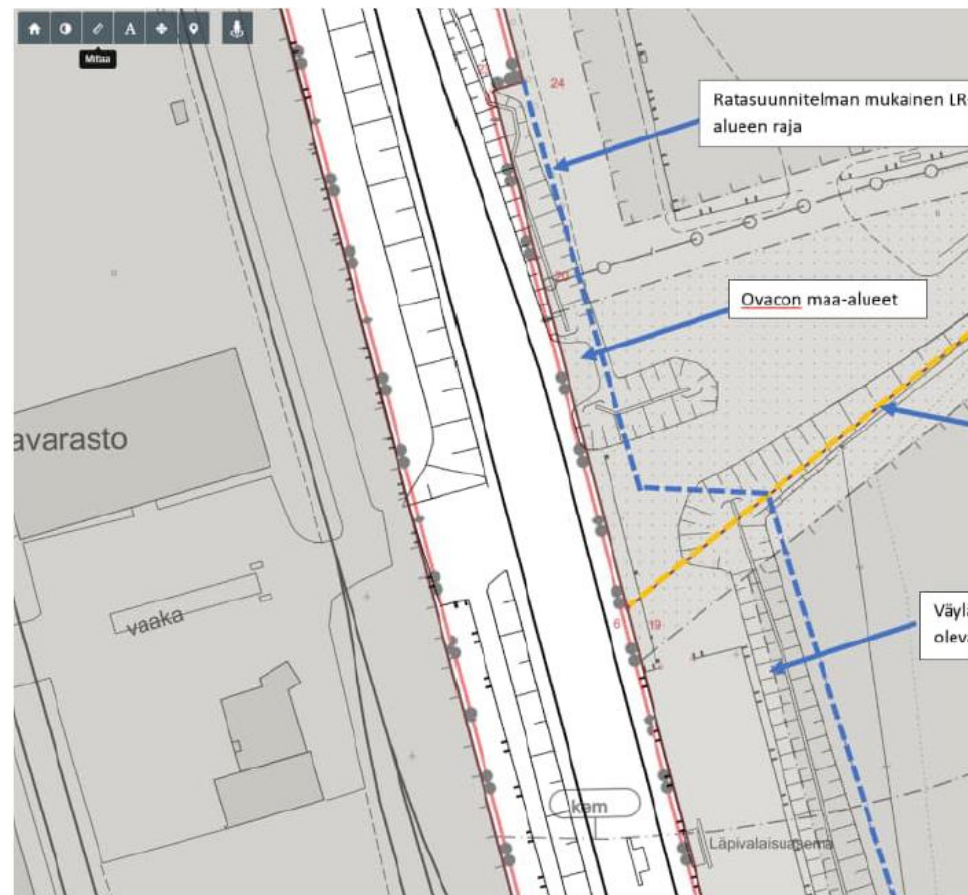 A
Mittaa
24
Ratasuunnitelman mukainen LR
alueen raja
20
Ovacon maa-alueet
avarasto
vaaka
6
19
Väylä
oleva
kem
Läpivalaisuasema